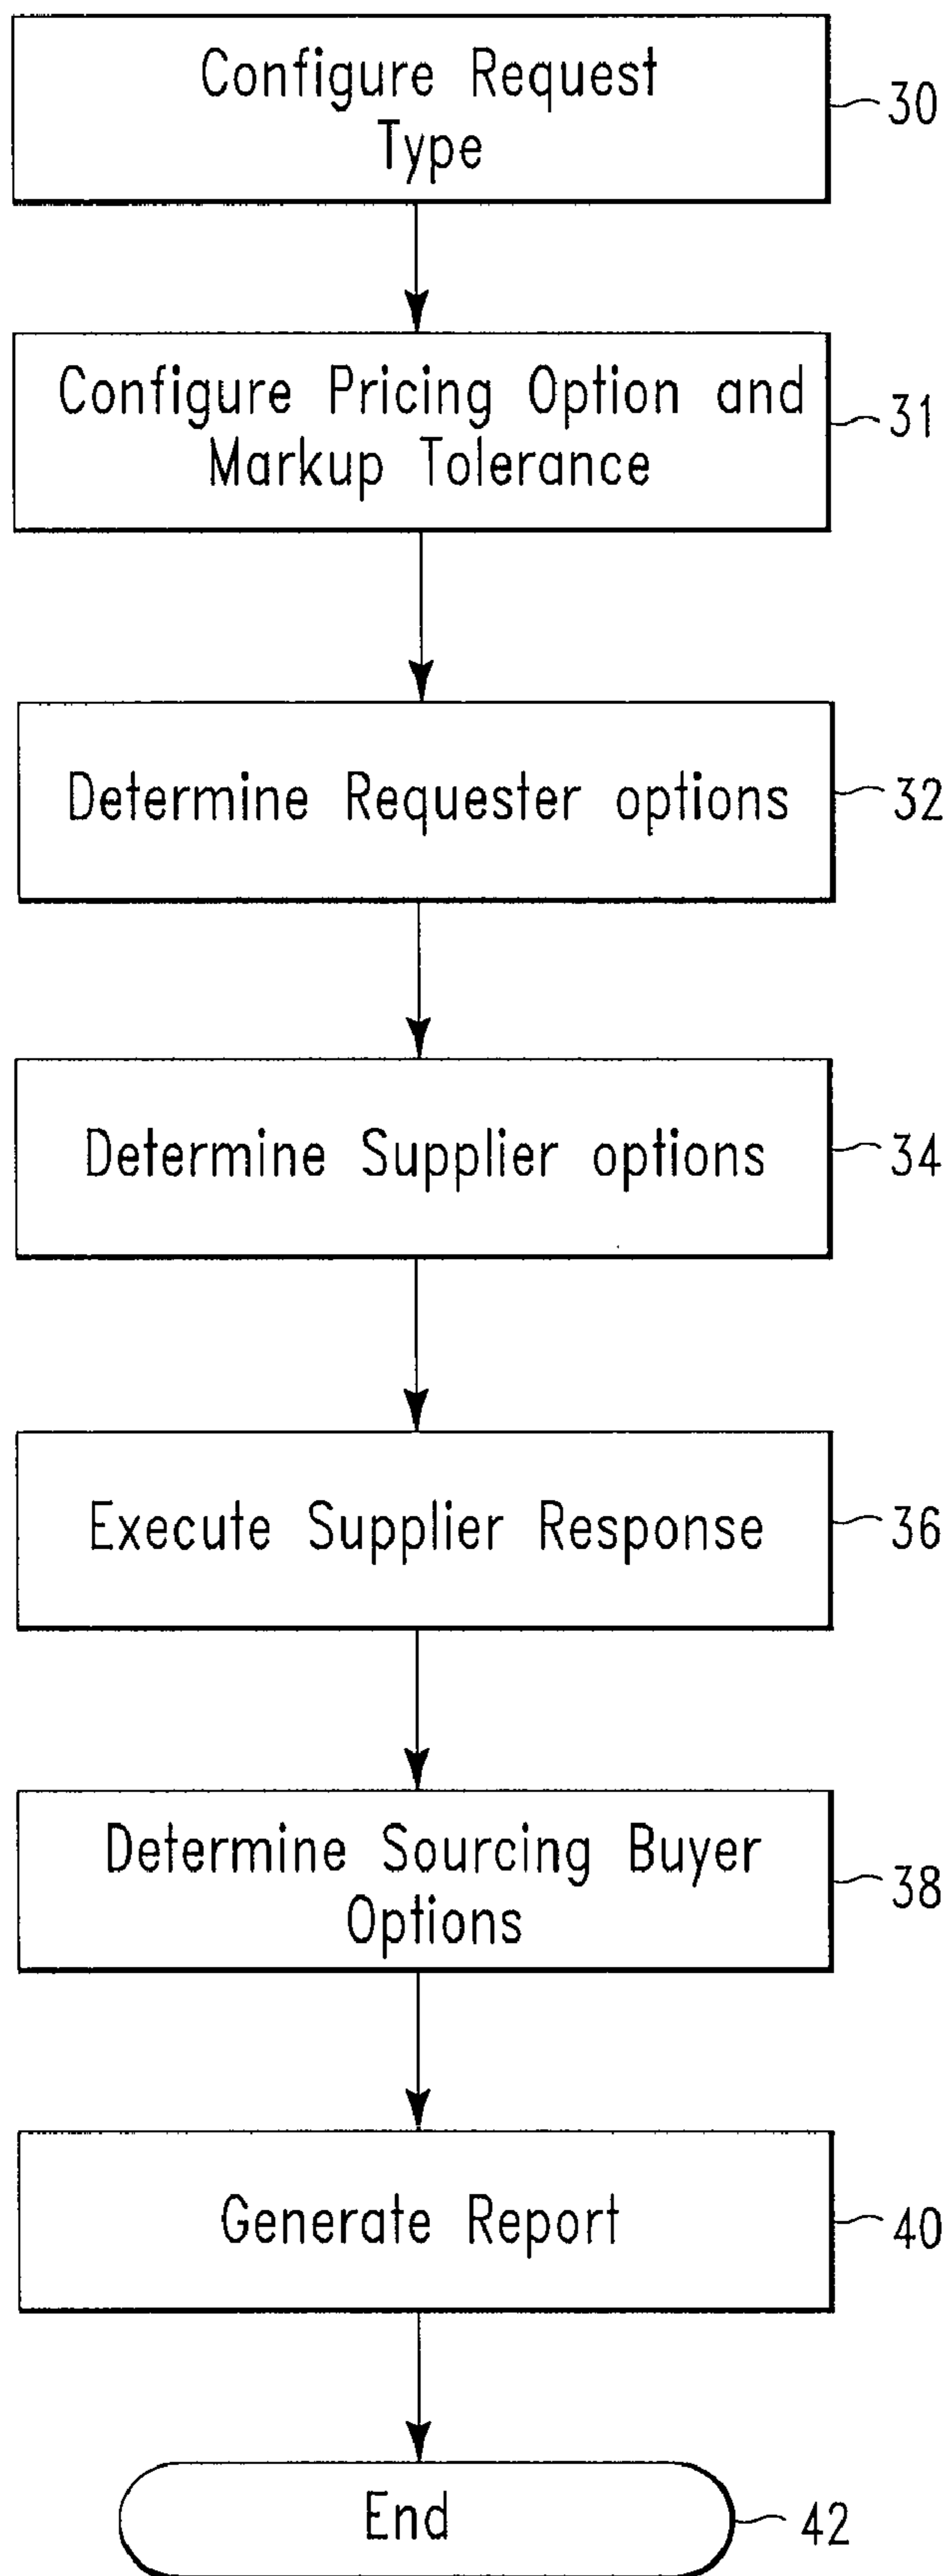 Configure Request
Type
30
Configure Pricing Option and
Markup Tolerance
31
Determine Requester options
32
Determine Supplier options
34
Execute Supplier Response
36
Determine Sourcing Buyer
Options
38
Generate Report
40
End
42